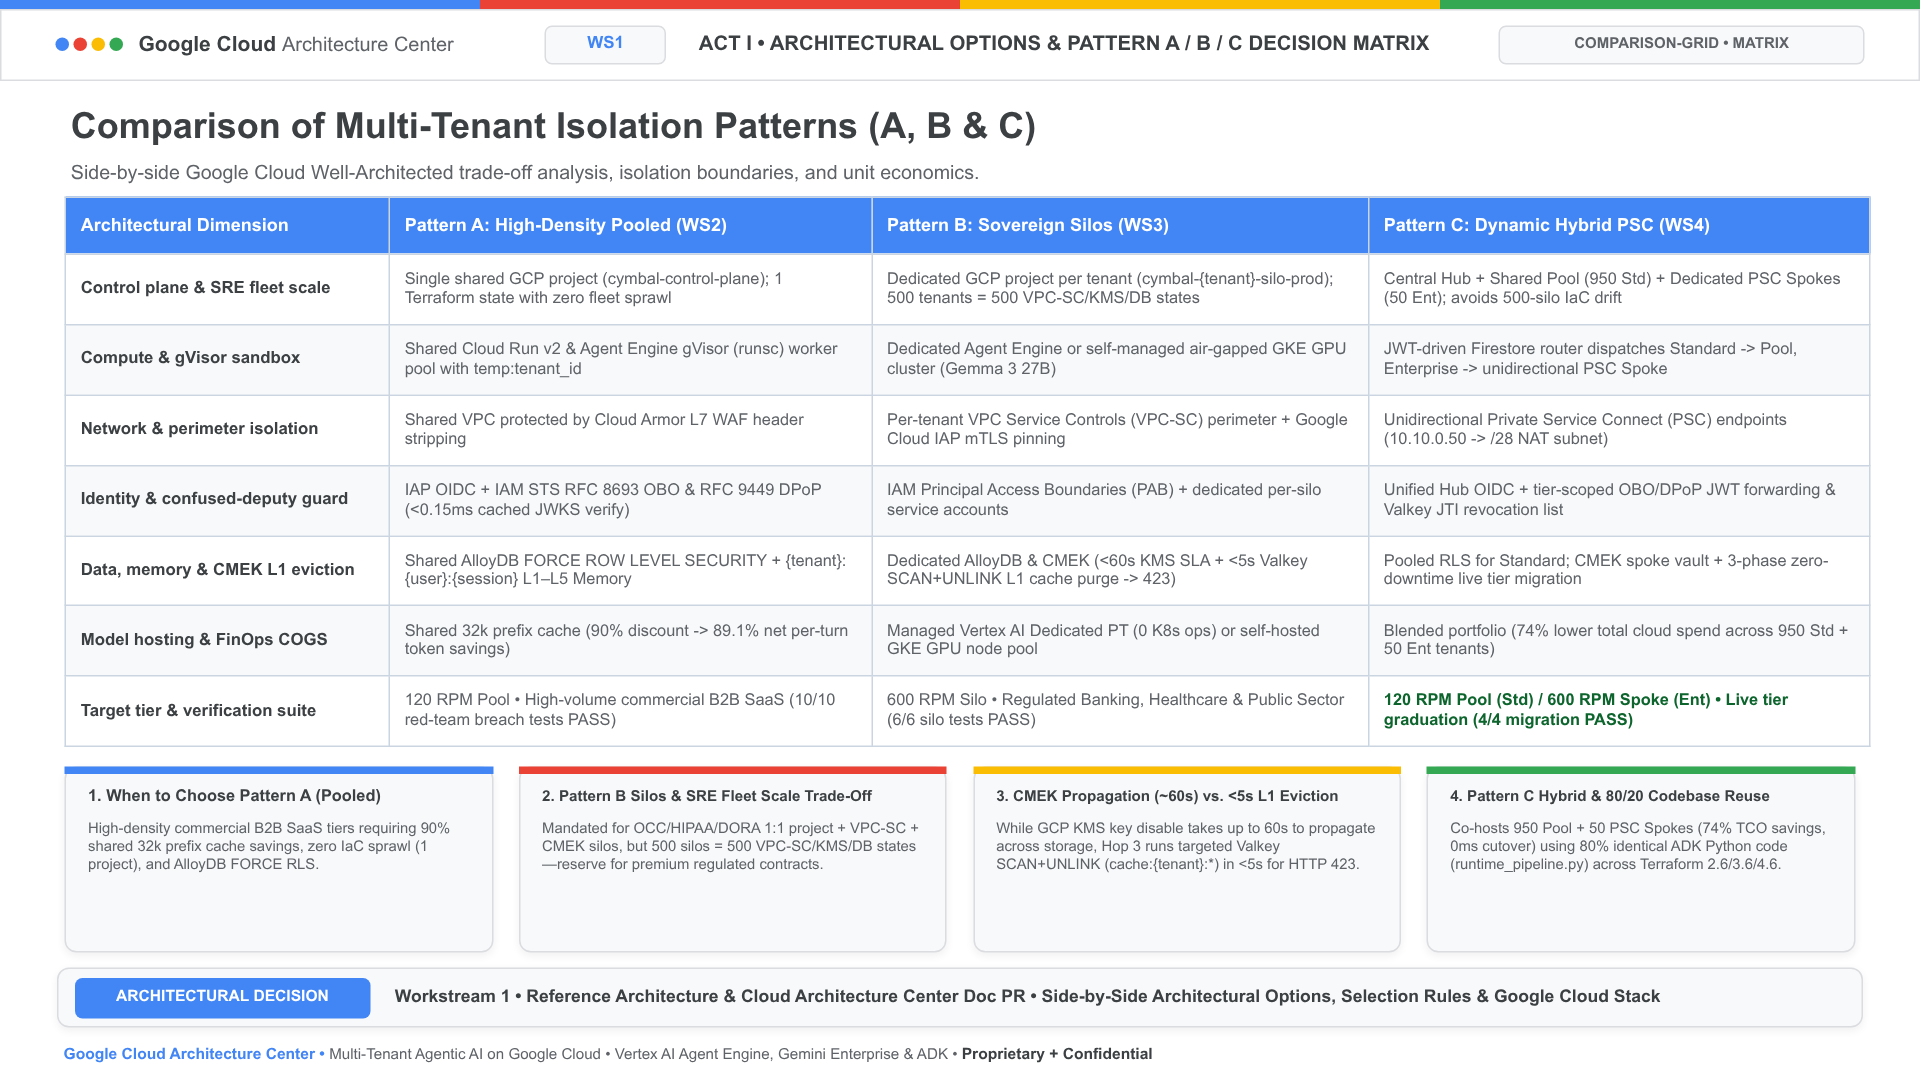 Google Cloud Architecture Center
WS1
ACT I • ARCHITECTURAL OPTIONS & PATTERN A / B / C DECISION MATRIX
COMPARISON-GRID • MATRIX
Comparison of Multi-Tenant Isolation Patterns (A, B & C)
Side-by-side Google Cloud Well-Architected trade-off analysis, isolation boundaries, and unit economics.
Architectural Dimension
Pattern A: High-Density Pooled (WS2)
Pattern B: Sovereign Silos (WS3)
Pattern C: Dynamic Hybrid PSC (WS4)
Control plane & SRE fleet scale
Single shared GCP project (cymbal-control-plane); 1
Terraform state with zero fleet sprawl
Dedicated GCP project per tenant (cymbal-{tenant}-silo-prod);
500 tenants = 500 VPC-SC/KMS/DB states
Central Hub + Shared Pool (950 Std) + Dedicated PSC Spokes
(50 Ent); avoids 500-silo IaC drift
Compute & gVisor sandbox
Shared Cloud Run v2 & Agent Engine gVisor (runsc) worker
pool with temp:tenant_id
Dedicated Agent Engine or self-managed air-gapped GKE GPU
cluster (Gemma 3 27B)
JWT-driven Firestore router dispatches Standard -> Pool,
Enterprise -> unidirectional PSC Spoke
Network & perimeter isolation
Shared VPC protected by Cloud Armor L7 WAF header
stripping
Per-tenant VPC Service Controls (VPC-SC) perimeter + Google
Cloud IAP mTLS pinning
Unidirectional Private Service Connect (PSC) endpoints
(10.10.0.50 -> /28 NAT subnet)
Identity & confused-deputy guard
IAP OIDC + IAM STS RFC 8693 OBO & RFC 9449 DPoP
(<0.15ms cached JWKS verify)
IAM Principal Access Boundaries (PAB) + dedicated per-silo
service accounts
Unified Hub OIDC + tier-scoped OBO/DPoP JWT forwarding &
Valkey JTI revocation list
Data, memory & CMEK L1 eviction
Shared AlloyDB FORCE ROW LEVEL SECURITY + {tenant}:
{user}:{session} L1–L5 Memory
Dedicated AlloyDB & CMEK (<60s KMS SLA + <5s Valkey
SCAN+UNLINK L1 cache purge -> 423)
Pooled RLS for Standard; CMEK spoke vault + 3-phase zero-
downtime live tier migration
Model hosting & FinOps COGS
Shared 32k prefix cache (90% discount -> 89.1% net per-turn
token savings)
Managed Vertex AI Dedicated PT (0 K8s ops) or self-hosted
GKE GPU node pool
Blended portfolio (74% lower total cloud spend across 950 Std +
50 Ent tenants)
Target tier & verification suite
120 RPM Pool • High-volume commercial B2B SaaS (10/10
red-team breach tests PASS)
600 RPM Silo • Regulated Banking, Healthcare & Public Sector
(6/6 silo tests PASS)
120 RPM Pool (Std) / 600 RPM Spoke (Ent) • Live tier
graduation (4/4 migration PASS)
1. When to Choose Pattern A (Pooled)
High-density commercial B2B SaaS tiers requiring 90%
shared 32k prefix cache savings, zero IaC sprawl (1
project), and AlloyDB FORCE RLS.
2. Pattern B Silos & SRE Fleet Scale Trade-Off
Mandated for OCC/HIPAA/DORA 1:1 project + VPC-SC +
CMEK silos, but 500 silos = 500 VPC-SC/KMS/DB states
—reserve for premium regulated contracts.
3. CMEK Propagation (~60s) vs. <5s L1 Eviction
While GCP KMS key disable takes up to 60s to propagate
across storage, Hop 3 runs targeted Valkey
SCAN+UNLINK (cache:{tenant}:*) in <5s for HTTP 423.
4. Pattern C Hybrid & 80/20 Codebase Reuse
Co-hosts 950 Pool + 50 PSC Spokes (74% TCO savings,
0ms cutover) using 80% identical ADK Python code
(runtime_pipeline.py) across Terraform 2.6/3.6/4.6.
ARCHITECTURAL DECISION
Workstream 1 • Reference Architecture & Cloud Architecture Center Doc PR • Side-by-Side Architectural Options, Selection Rules & Google Cloud Stack
Google Cloud Architecture Center • Multi-Tenant Agentic AI on Google Cloud • Vertex AI Agent Engine, Gemini Enterprise & ADK • Proprietary + Confidential